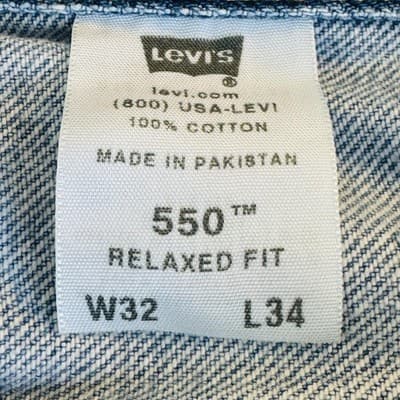 Levi's
®
levi.com
(800) USA-LEVI
100% COTTON
MADE IN PAKISTAN
550™
RELAXED FIT
W32 L34